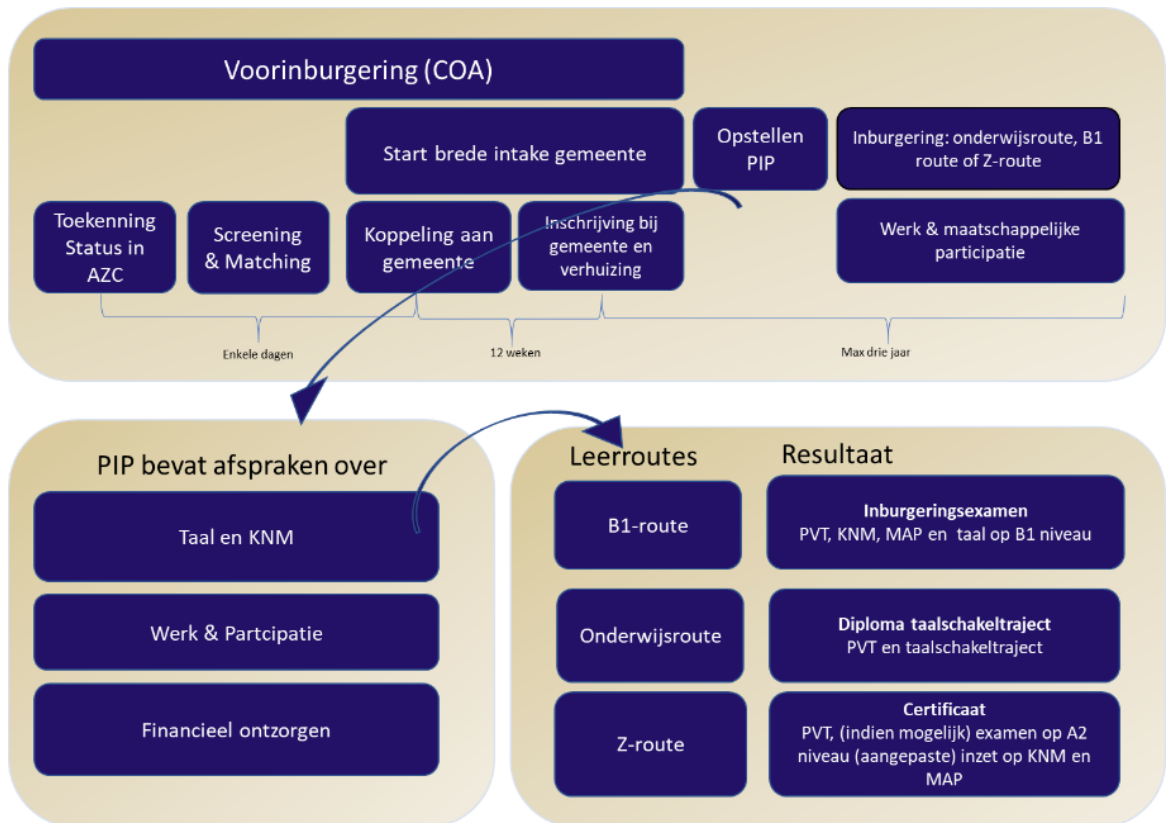 Voorinburgering (COA)
Start brede intake gemeente
Opstellen
PIP
Inburgering: onderwijsroute, B1
route of Z-route
Toekenning
Status in
AZC
Screening
& Matching
Koppeling aan
gemeente
Inschrijving bij
gemeente en
verhuizing
Werk & maatschappelijke
participatie
Enkele dagen
12 weken
Max drie jaar
PIP bevat afspraken over
Taal en KNM
Werk & Partcipatie
Financieel ontzorgen
Leerroutes
Resultaat
B1-route
Inburgeringsexamen
PVT, KNM, MAP en taal op B1 niveau
Onderwijsroute
Diploma taalschakeltraject
PVT en taalschakeltraject
Z-route
Certificaat
PVT, (indien mogelijk) examen op A2
niveau (aangepaste) inzet op KNM en
MAP